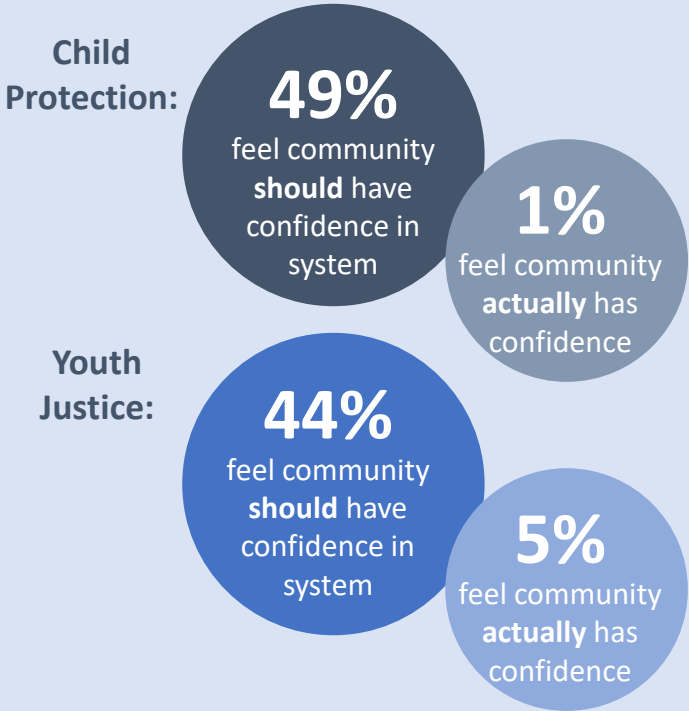 Child
Protection:
49%
feel community
should have
confidence in
system
1%
feel community
actually has
confidence
Youth
Justice:
44%
feel community
should have
confidence in
system
5%
feel community
actually has
confidence